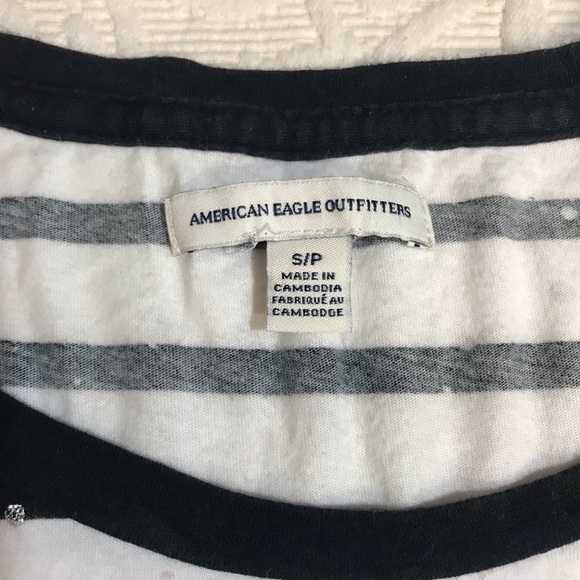 AMERICAN EAGLE OUTFITTERS
S/P
MADE IN
CAMBODIA
FABRIQUÉ AU
CAMBODGE